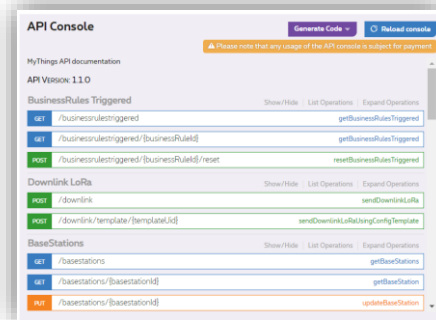 API Console
Generate Code
Reload console
Please note that any usage of the API console is subject for payment
MyThings API documentation
API VERSION: 1.1.0
BusinessRules Triggered Show/Hide | List Operations | Expand Operations
GET /businessrulestriggered getBusinessRulesTriggered
GET /businessrulestriggered/{businessRuleId} getBusinessRulesTriggered
POST /businessrulestriggered/{businessRuleId}/reset resetBusinessRulesTriggered
Downlink LoRa Show/Hide | List Operations | Expand Operations
POST /downlink sendDownlinkLoRa
POST /downlink/template/{templateUid} sendDownlinkLoRaUsingConfigTemplate
BaseStations Show/Hide | List Operations | Expand Operations
GET /basestations getBaseStations
GET /basestations/{basestationId} getBaseStation
PUT /basestations/{basestationId} updateBaseStation